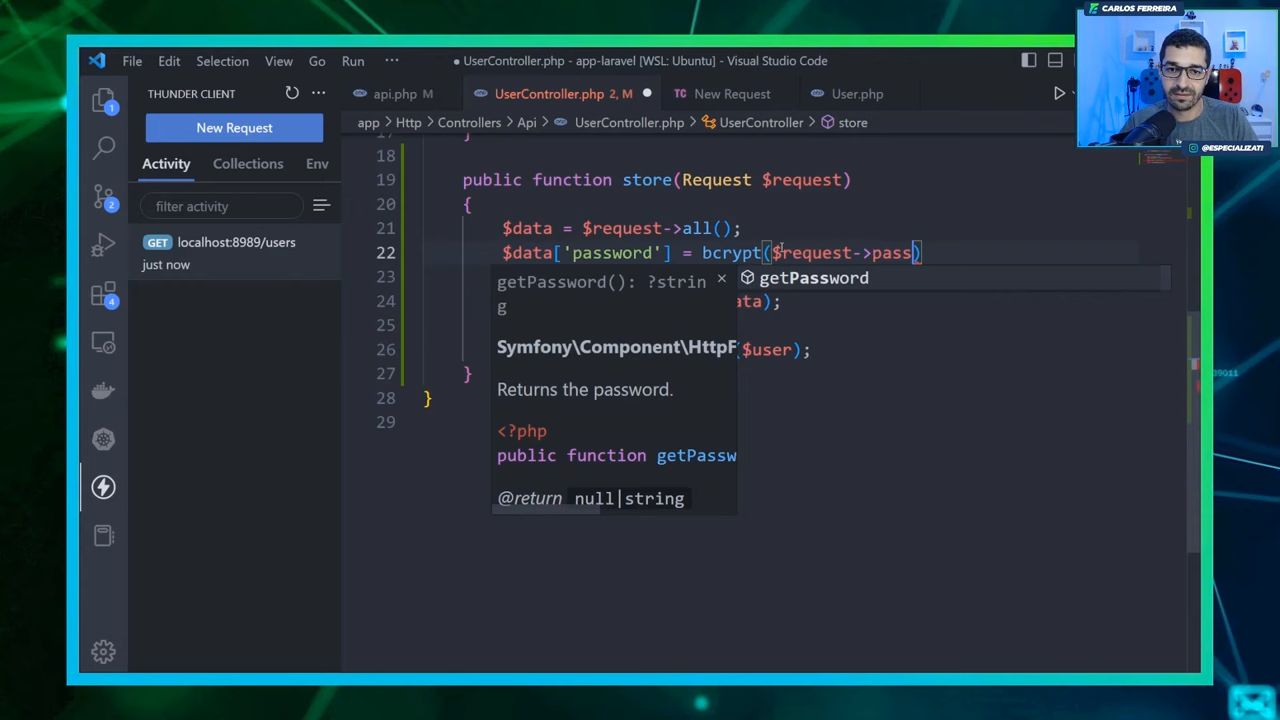 CARLOS FERREIRA
@ESPECIALIZATI
File Edit Selection View Go Run ···
● UserController.php - app-laravel [WSL: Ubuntu] - Visual Studio Code
THUNDER CLIENT
New Request
Activity Collections Env
filter activity
GET localhost:8989/users
just now
1
2
4
api.php M
UserController.php 2, M
TC New Request
User.php
app > Http > Controllers > Api > UserController.php > UserController > store
17 }
18
19 public function store(Request $request)
20 {
21 $data = $request->all();
22 $data['password'] = bcrypt($request->pass)
23
24 ata);
25
26 ($user);
27 }
28 }
29
getPassword
getPassword(): ?strin
g
Symfony\Component\HttpF
Returns the password.
<?php
public function getPassw
@return null|string